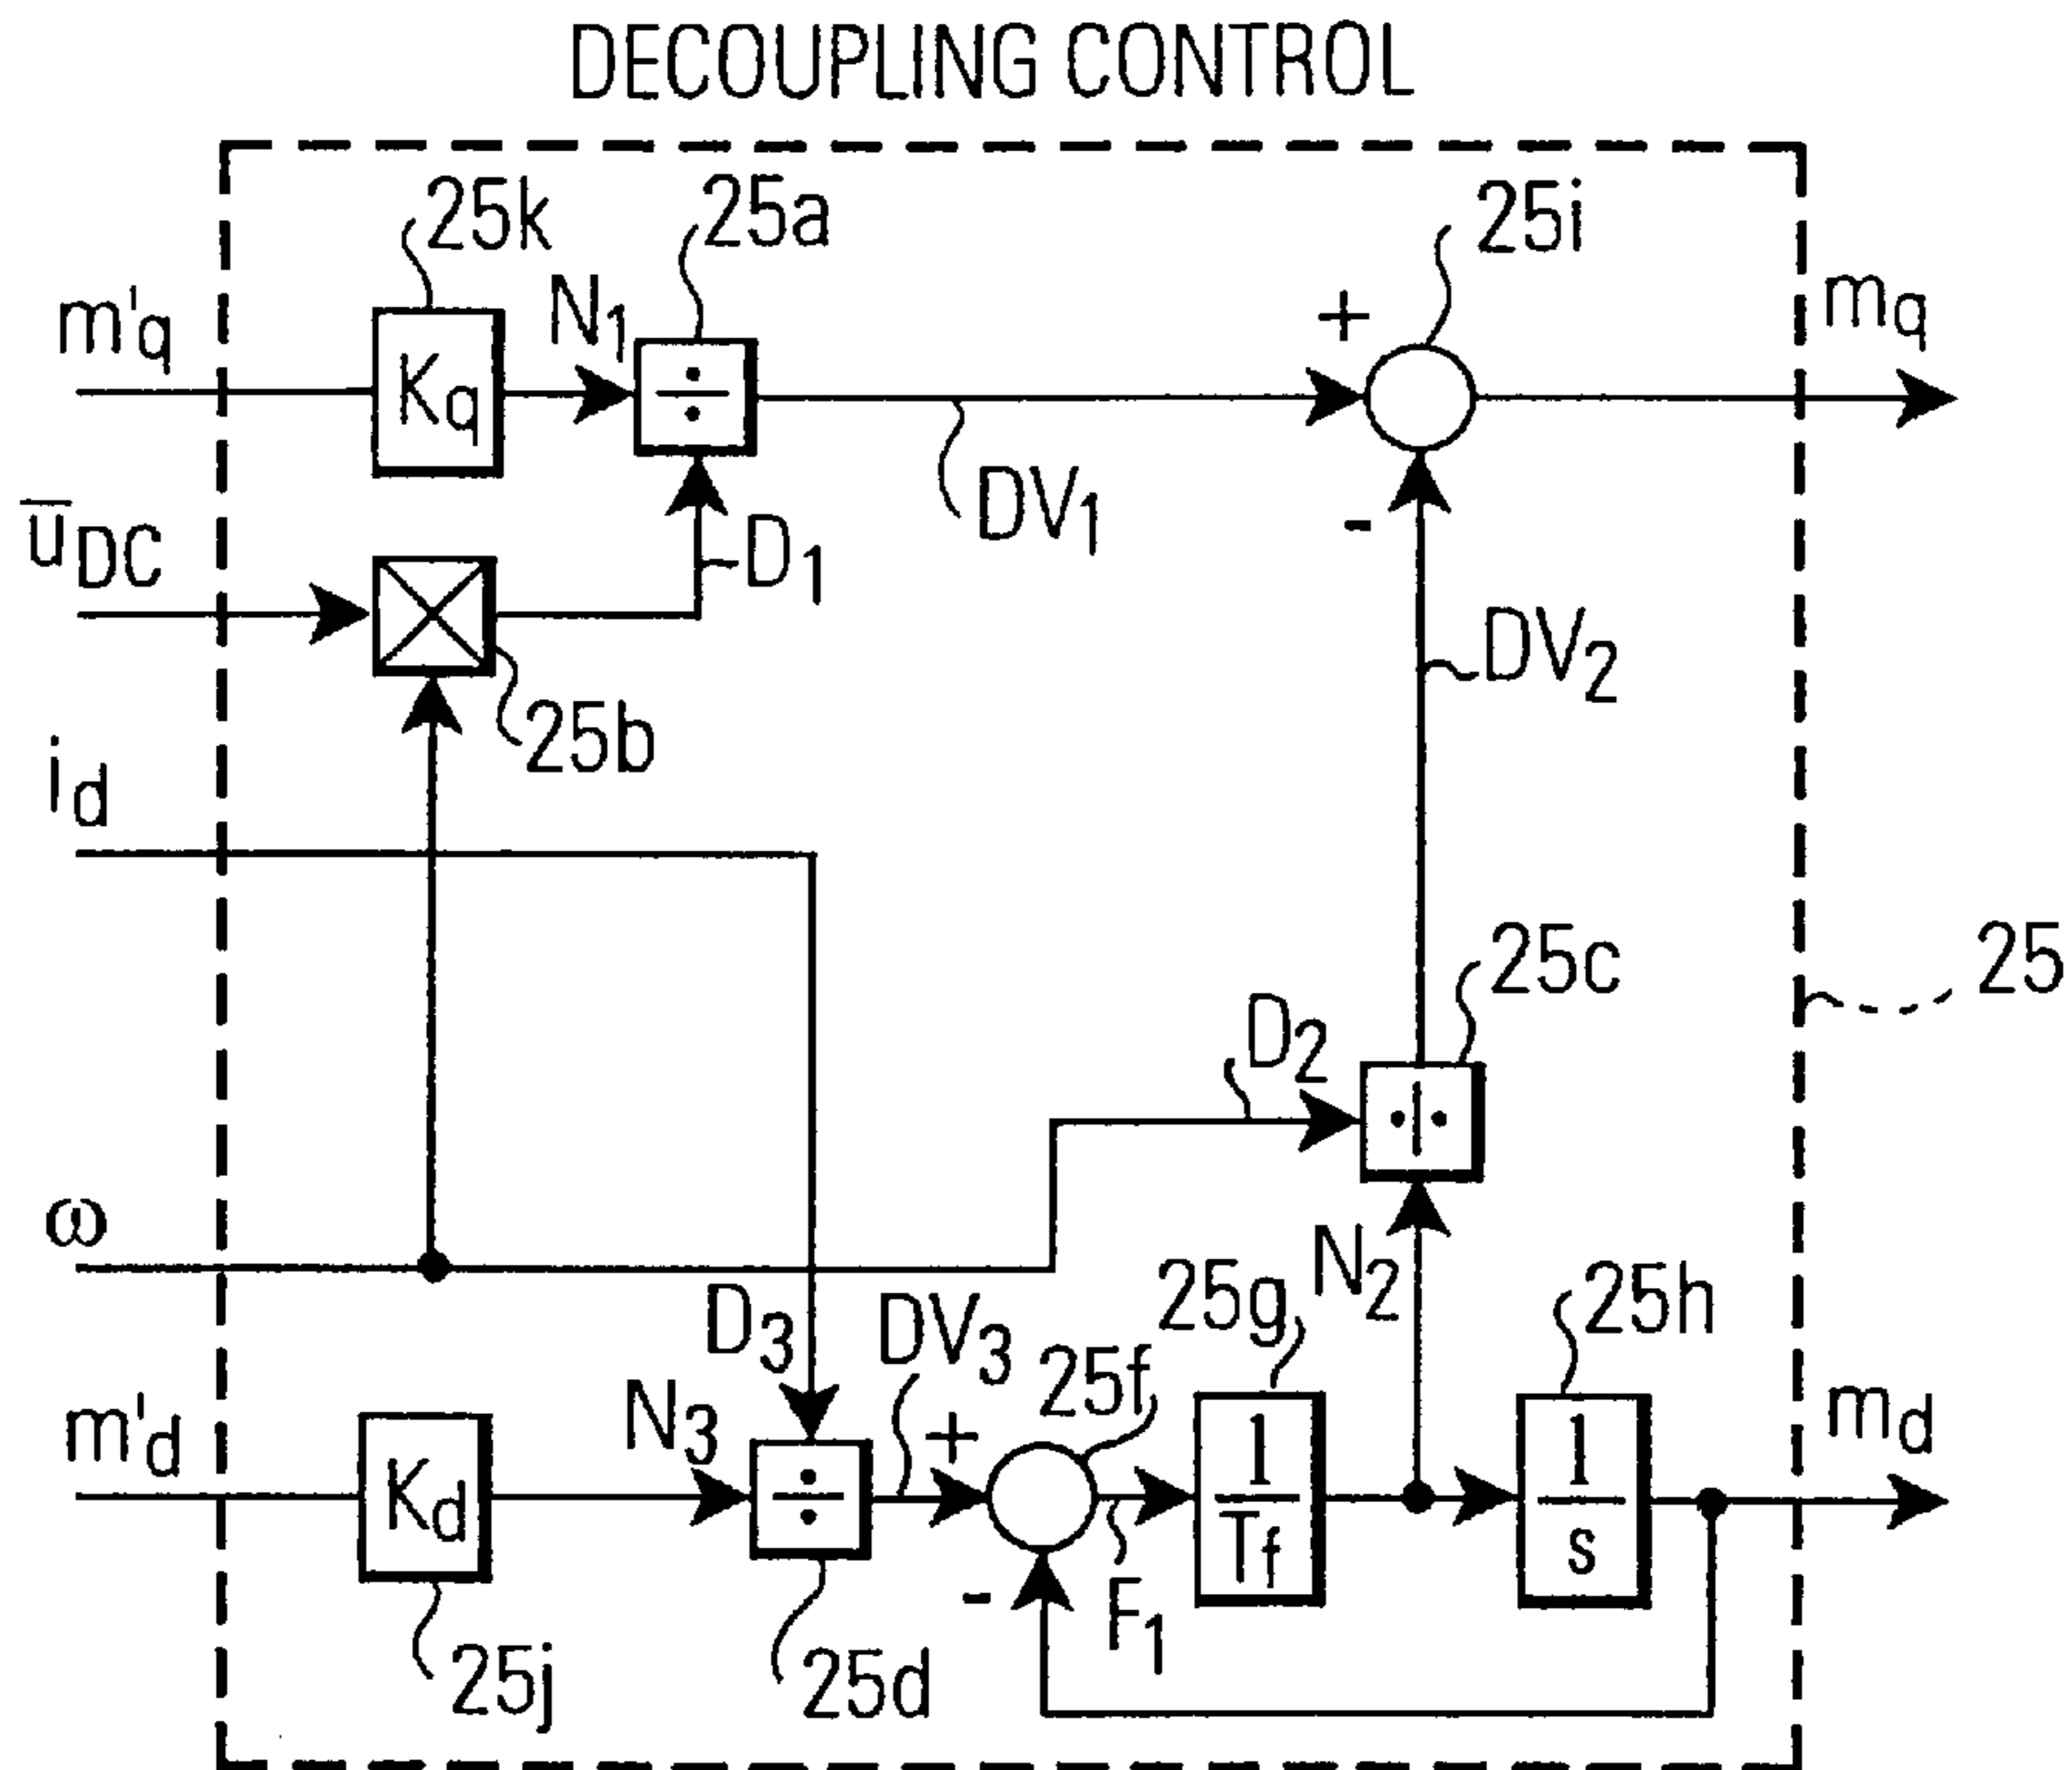 DECOUPLING CONTROL
25k
25a
25i
m'q
N1
+
mq
Kq
÷
u̅DC
D1
DV1
-
25b
DV2
id
25c
25
D2
÷
ω
N2
D3
DV3
25g
25h
25f
m'd
N3
+
1
Tf
1
s
md
Kd
÷
-
F1
25j
25d